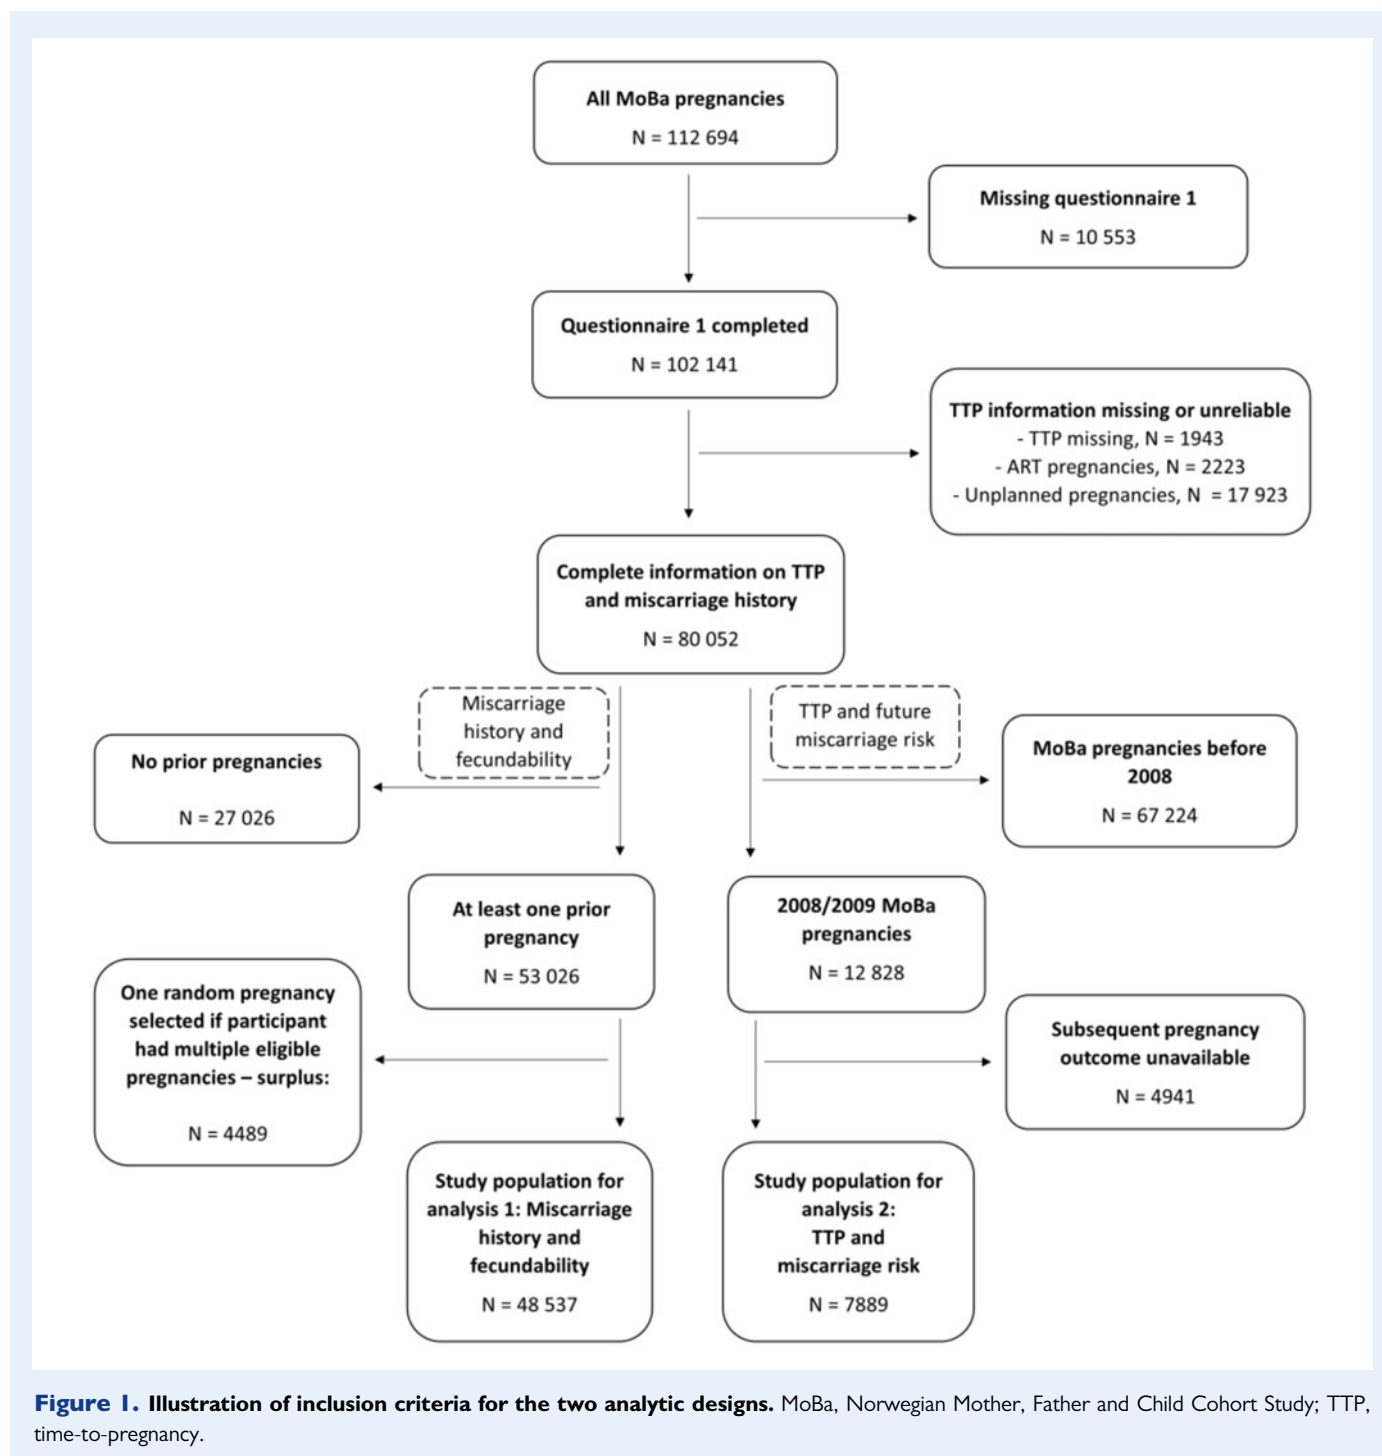 All MoBa pregnancies
N = 112 694
Missing questionnaire 1
N = 10 553
Questionnaire 1 completed
N = 102 141
TTP information missing or unreliable
- TTP missing, N = 1943
- ART pregnancies, N = 2223
- Unplanned pregnancies, N = 17 923
Complete information on TTP
and miscarriage history
N = 80 052
Miscarriage
history and
fecundability
TTP and future
miscarriage risk
No prior pregnancies
N = 27 026
MoBa pregnancies before
2008
N = 67 224
At least one prior
pregnancy
N = 53 026
2008/2009 MoBa
pregnancies
N = 12 828
One random pregnancy
selected if participant
had multiple eligible
pregnancies – surplus:
N = 4489
Subsequent pregnancy
outcome unavailable
N = 4941
Study population for
analysis 1: Miscarriage
history and
fecundability
N = 48 537
Study population for
analysis 2:
TTP and
miscarriage risk
N = 7889
Figure 1. Illustration of inclusion criteria for the two analytic designs. MoBa, Norwegian Mother, Father and Child Cohort Study; TTP,
time-to-pregnancy.